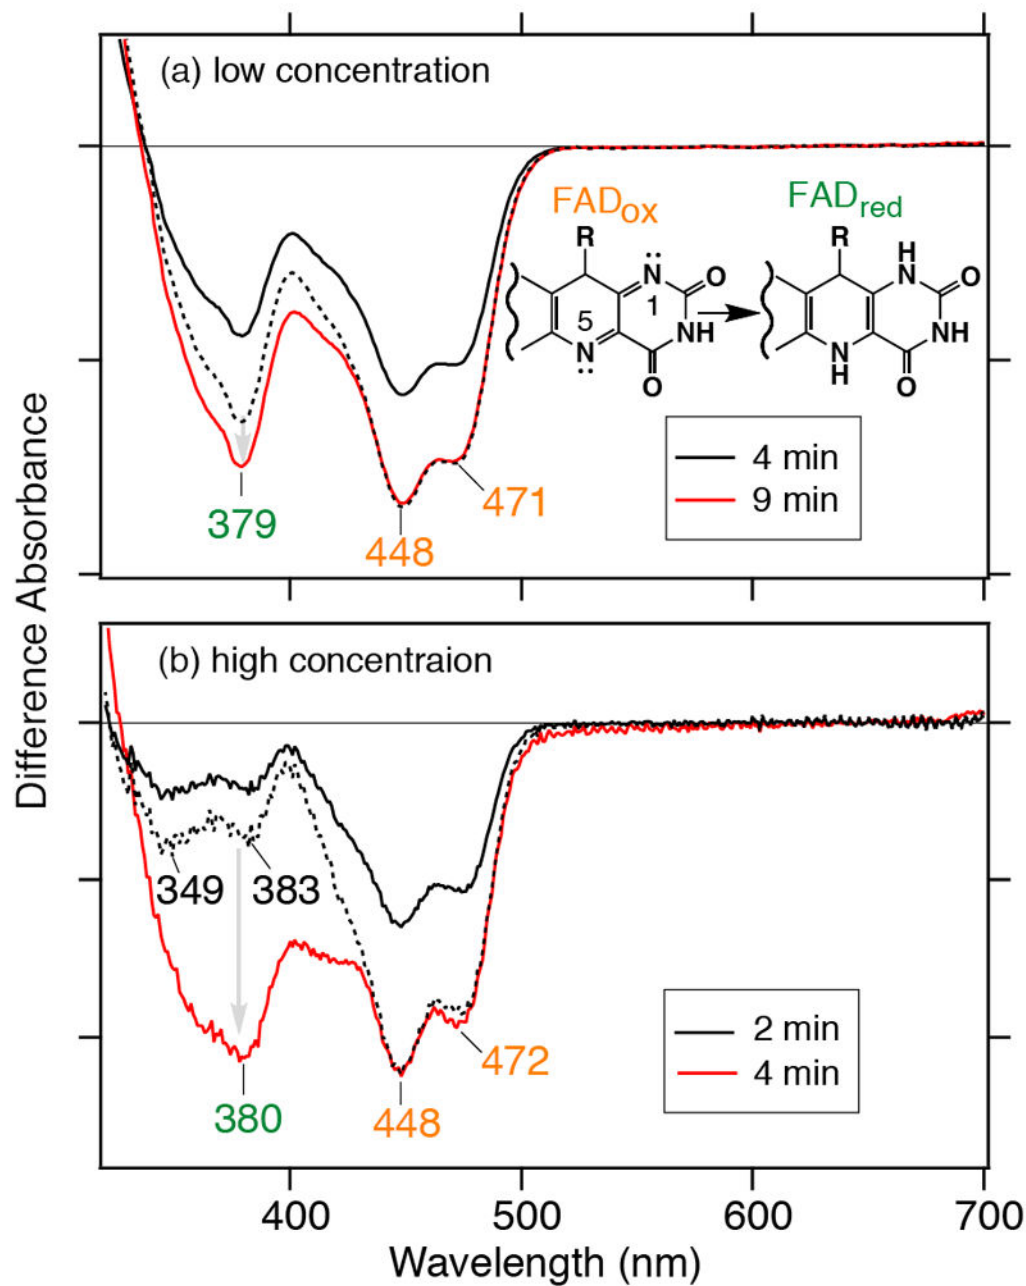 (a) low concentration
FADox
FADred
R
N
1
O
5
NH
N
O
R
H
N
O
NH
N
H
O
4 min
9 min
379
448
471
Difference Absorbance
(b) high concentraion
349
383
2 min
4 min
380
448
472
400
500
600
700
Wavelength (nm)